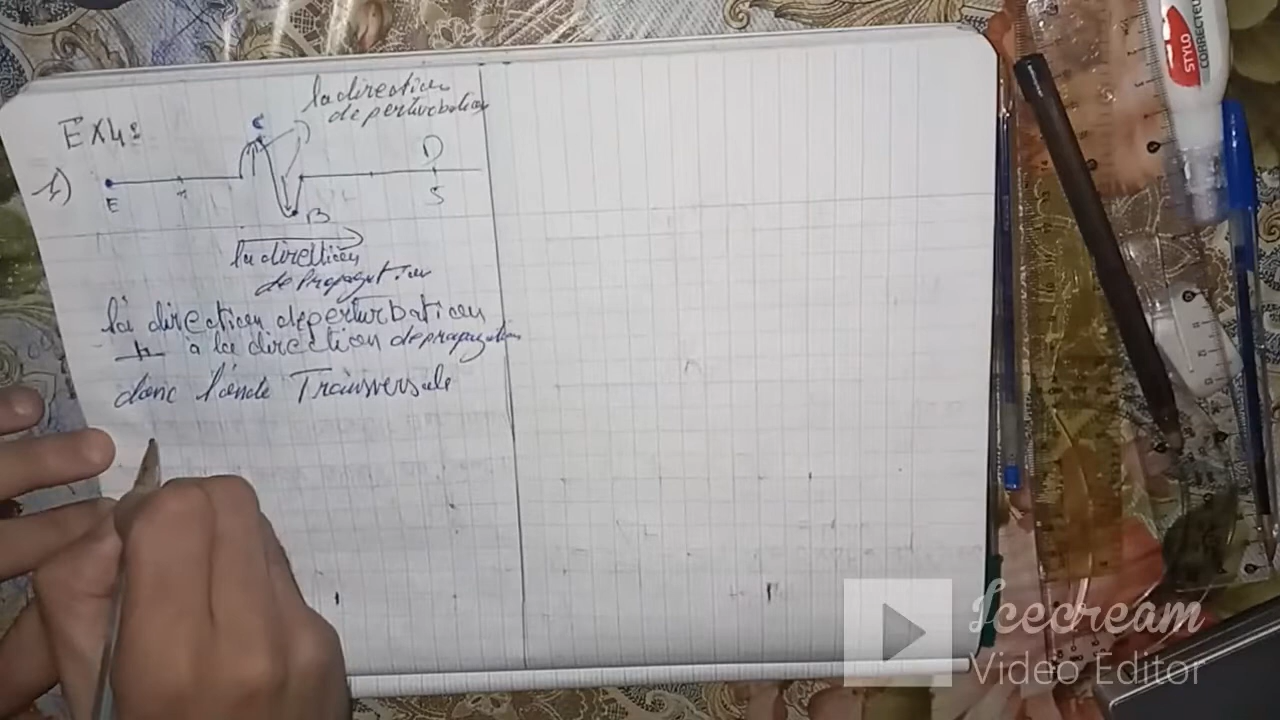 la direction
de perturbation
EX4:
C
1)
D
E
S
B
la direction
de propagation
la direction de perturbation
à la direction de propagation
donc l'onde Transversale
STYLO
CORRECTEUR
Icecream
Video Editor